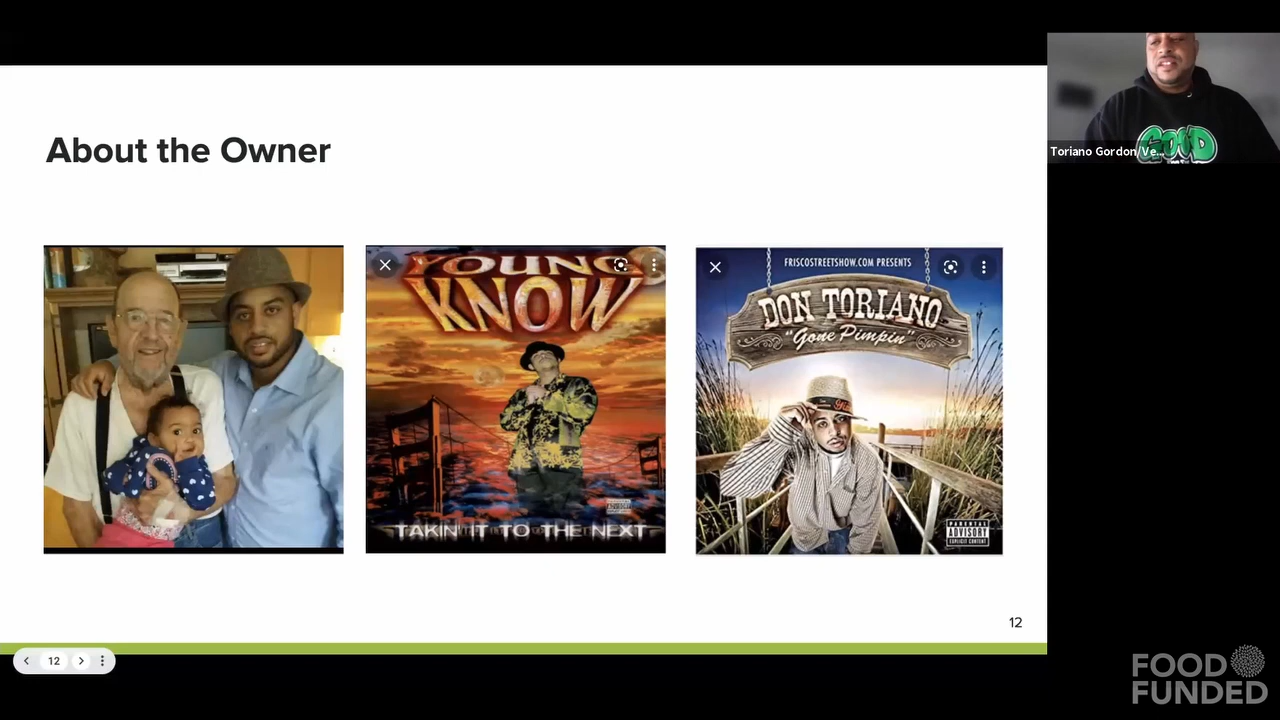 About the Owner
YOUNG
KNOW
TAKIN' IT TO THE NEXT
FRISCOSTREETSHOW.COM PRESENTS
DON TORIANO
"Gone Pimpin"
PARENTAL
ADVISORY
EXPLICIT CONTENT
12
12
GOOD
Toriano Gordon/Ve...
FOOD
FUNDED